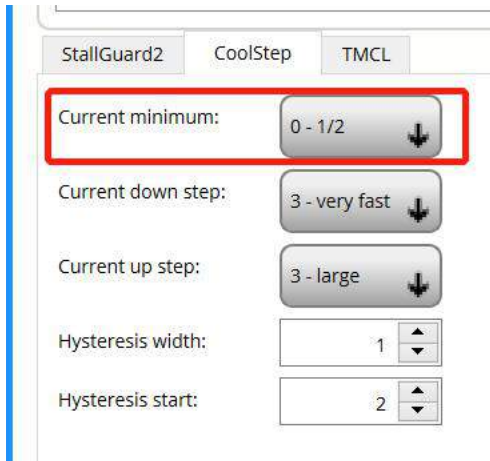 StallGuard2 CoolStep TMCL
Current minimum: 0 - 1/2
Current down step: 3 - very fast
Current up step: 3 - large
Hysteresis width: 1
Hysteresis start: 2